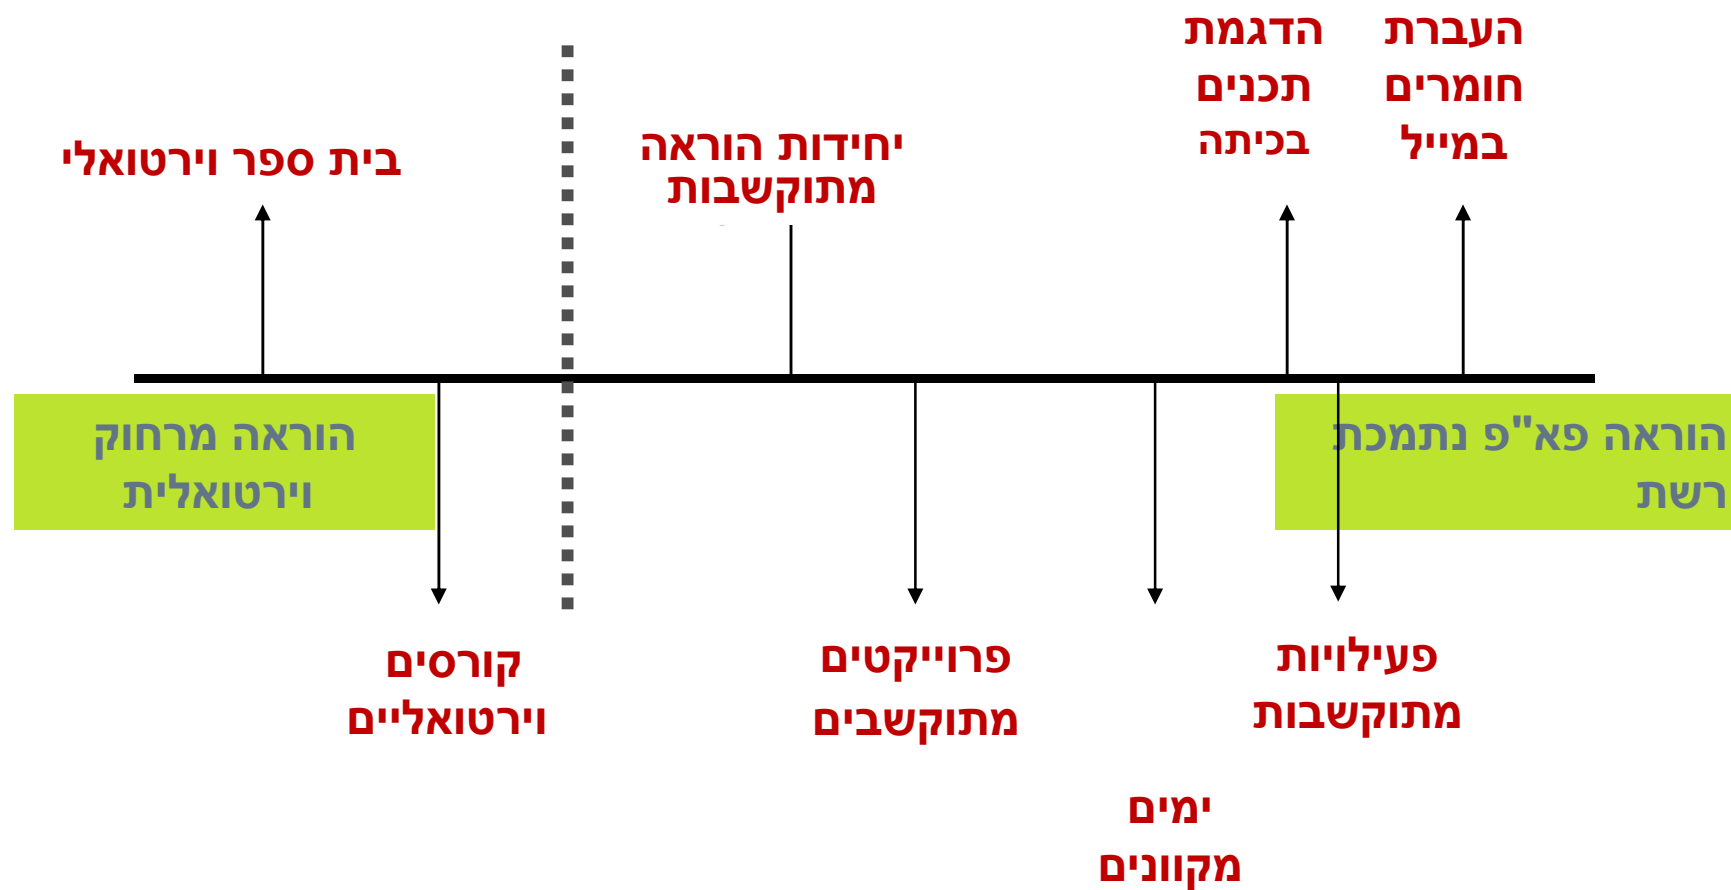 העברת
חומרים
במייל
הדגמת
תכנים
בכיתה
יחידות הוראה
מתוקשבות
בית ספר וירטואלי
הוראה פא"פ נתמכת
רשת
הוראה מרחוק
וירטואלית
פעילויות
מתוקשבות
ימים
מקוונים
פרוייקטים
מתוקשבים
קורסים
וירטואליים